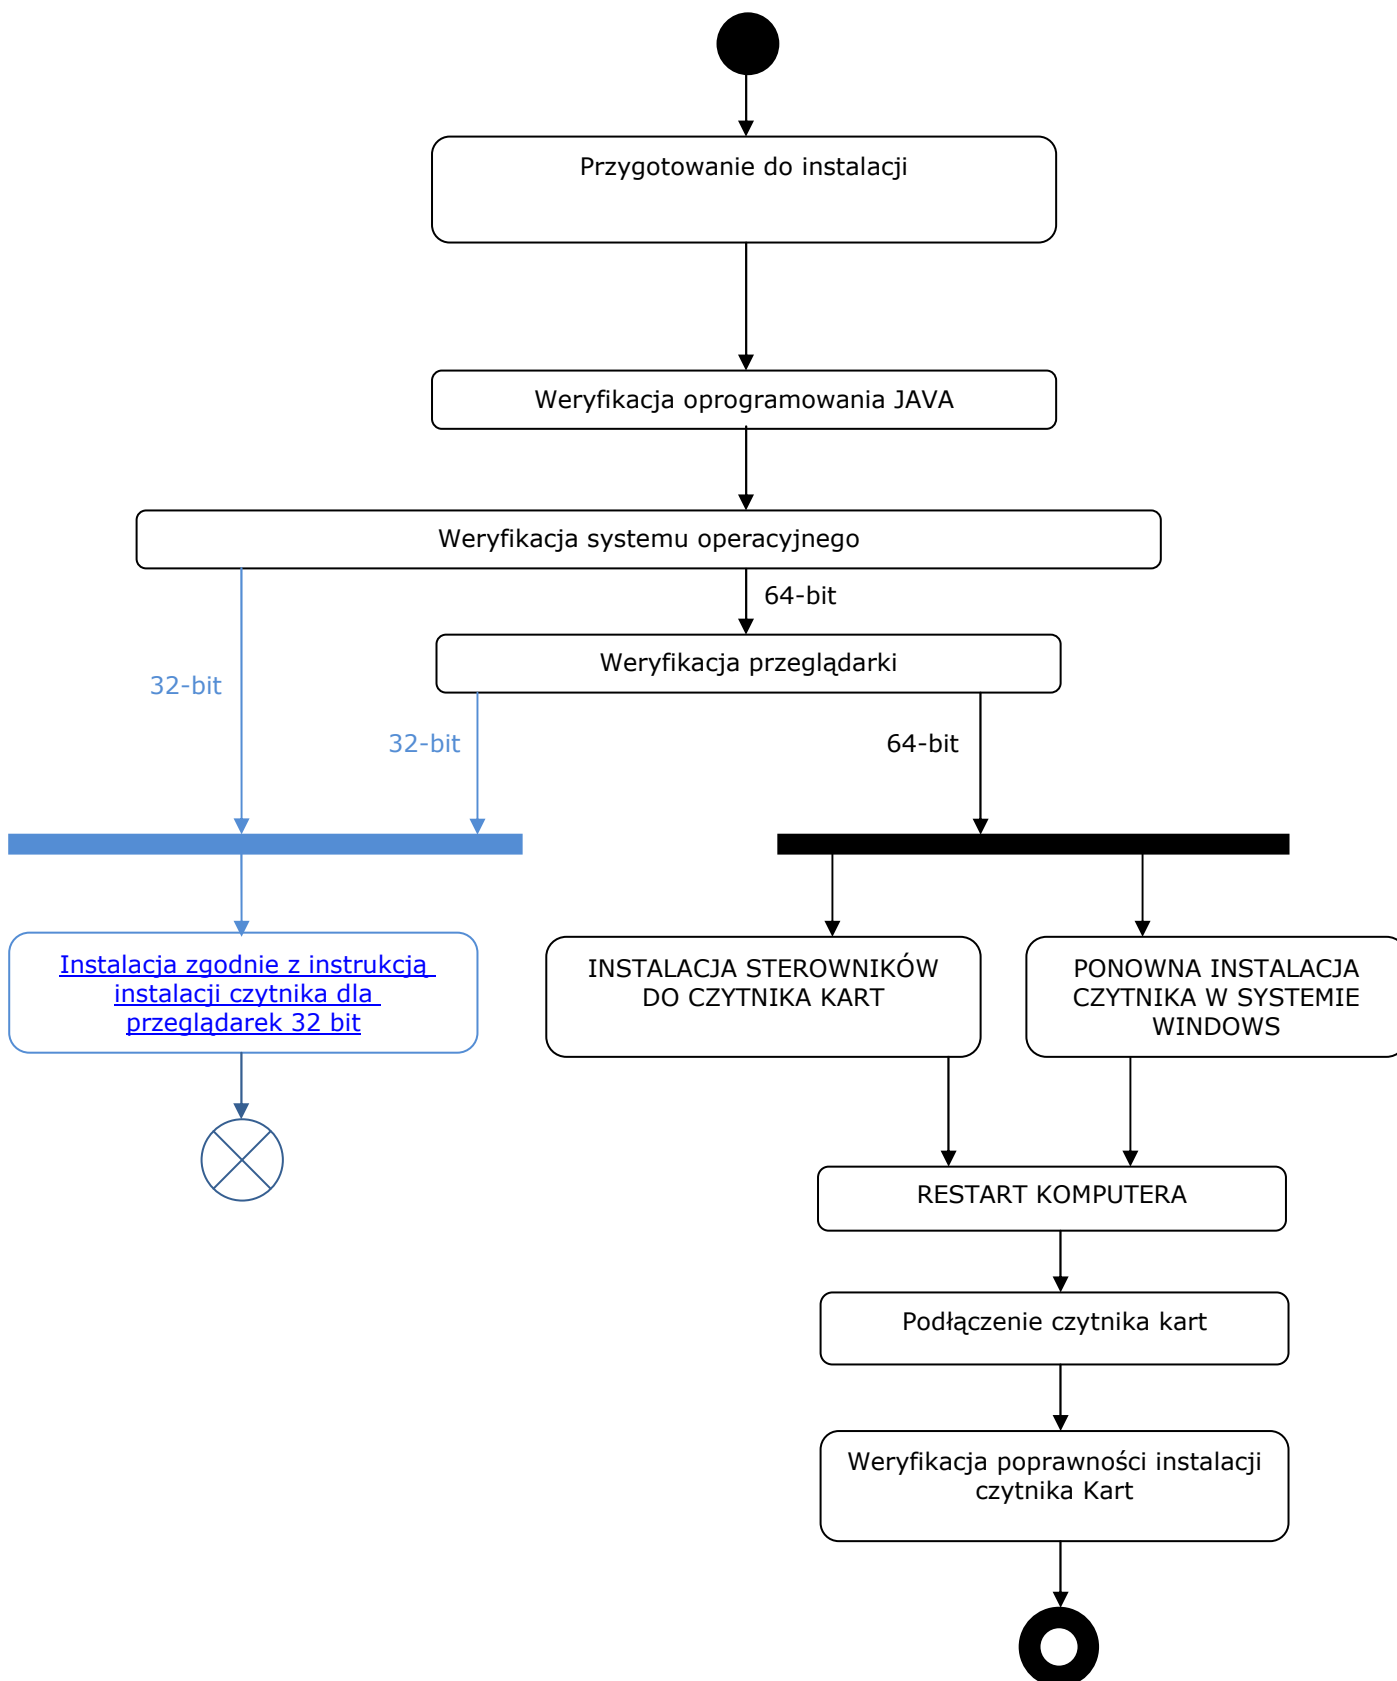 Przygotowanie do instalacji
Weryfikacja oprogramowania JAVA
Weryfikacja systemu operacyjnego
64-bit
Weryfikacja przeglądarki
32-bit
32-bit
64-bit
Instalacja zgodnie z instrukcją
instalacji czytnika dla
przeglądarek 32 bit
INSTALACJA STEROWNIKÓW
DO CZYTNIKA KART
PONOWNA INSTALACJA
CZYTNIKA W SYSTEMIE
WINDOWS
RESTART KOMPUTERA
Podłączenie czytnika kart
Weryfikacja poprawności instalacji
czytnika Kart